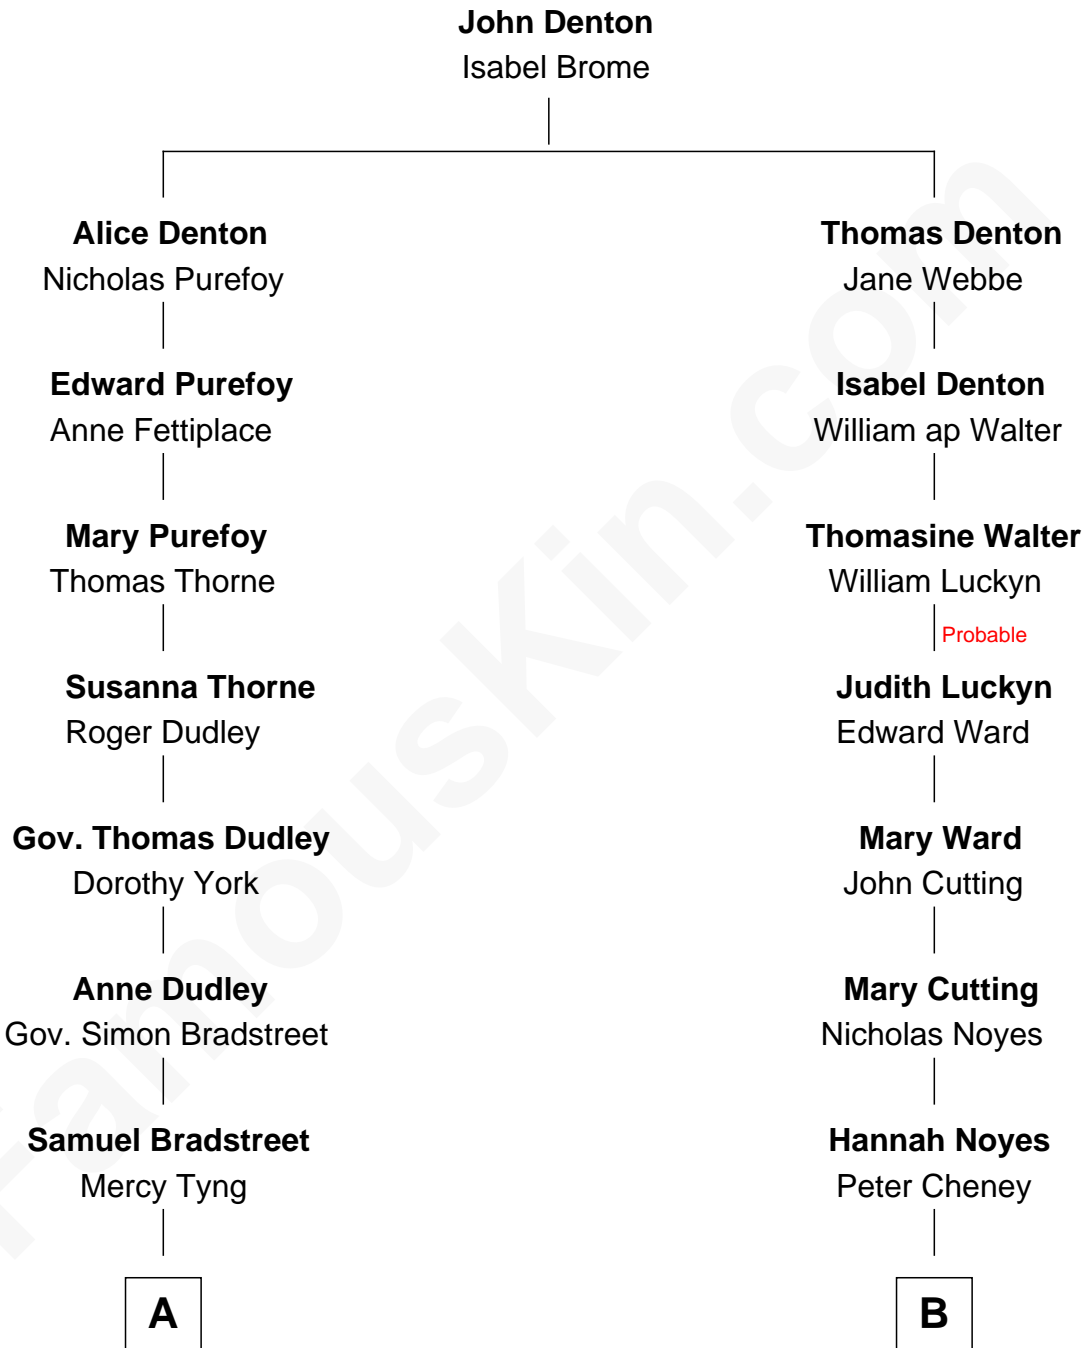 John Denton
Isabel Brome
Alice Denton
Nicholas Purefoy
Thomas Denton
Jane Webbe
Edward Purefoy
Anne Fettiplace
Isabel Denton
William ap Walter
Mary Purefoy
Thomas Thorne
Thomasine Walter
William Luckyn
Probable
Susanna Thorne
Roger Dudley
Judith Luckyn
Edward Ward
Gov. Thomas Dudley
Dorothy York
Mary Ward
John Cutting
Anne Dudley
Gov. Simon Bradstreet
Mary Cutting
Nicholas Noyes
Samuel Bradstreet
Mercy Tyng
Hannah Noyes
Peter Cheney
A
B
FamousKin.com